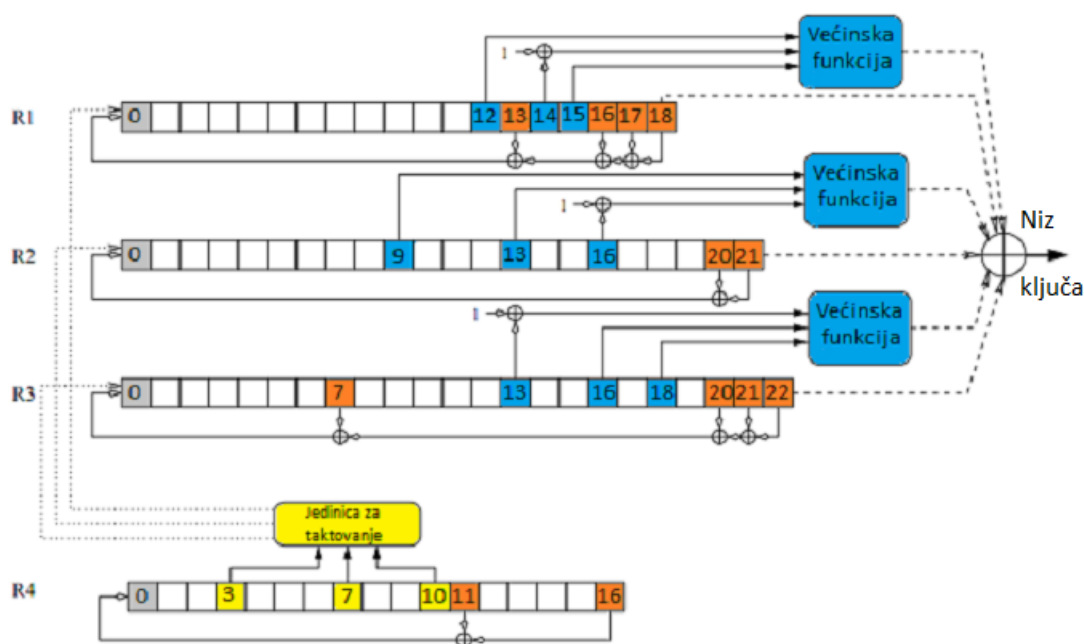 Većinska
funkcija
1
R1
0 12 13 14 15 16 17 18
Većinska
funkcija
1
Niz
ključa
R2
0 9 13 16 20 21
Većinska
funkcija
1
R3
0 7 13 16 18 20 21 22
Jedinica za
taktovanje
R4
0 3 7 10 11 16